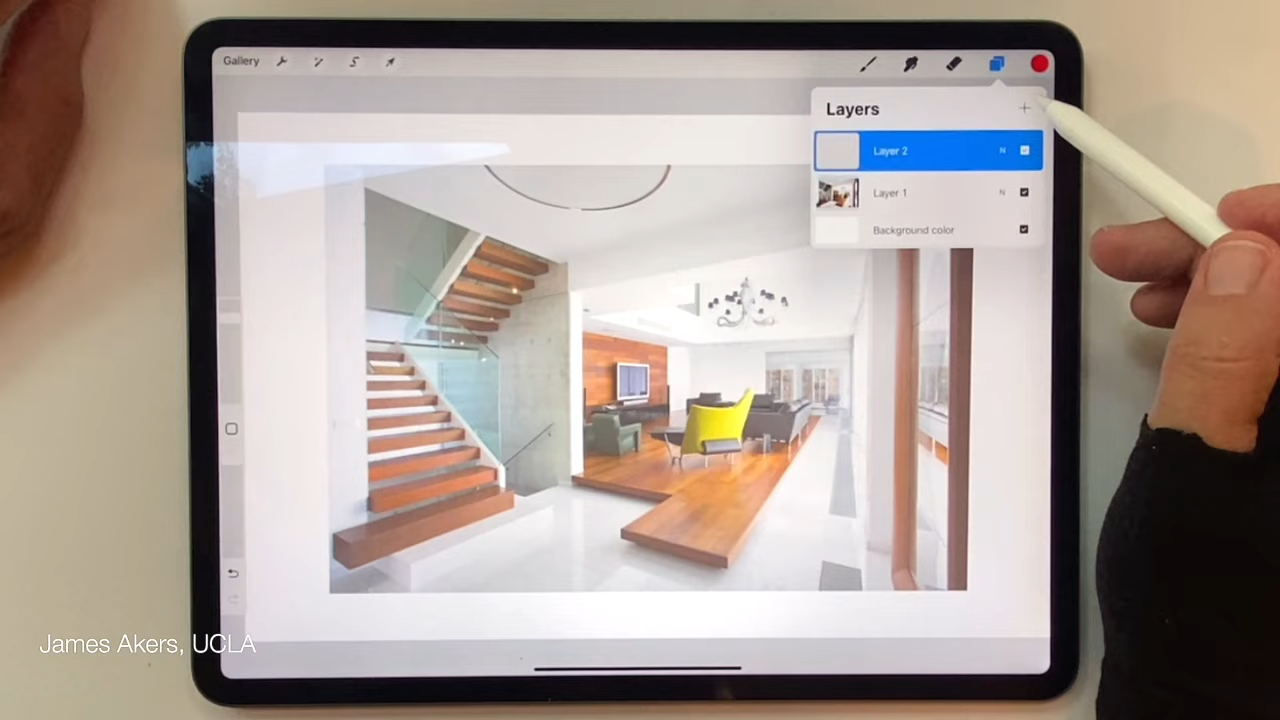 Gallery
Layers
Layer 2 N
Layer 1 N
Background color
James Akers, UCLA